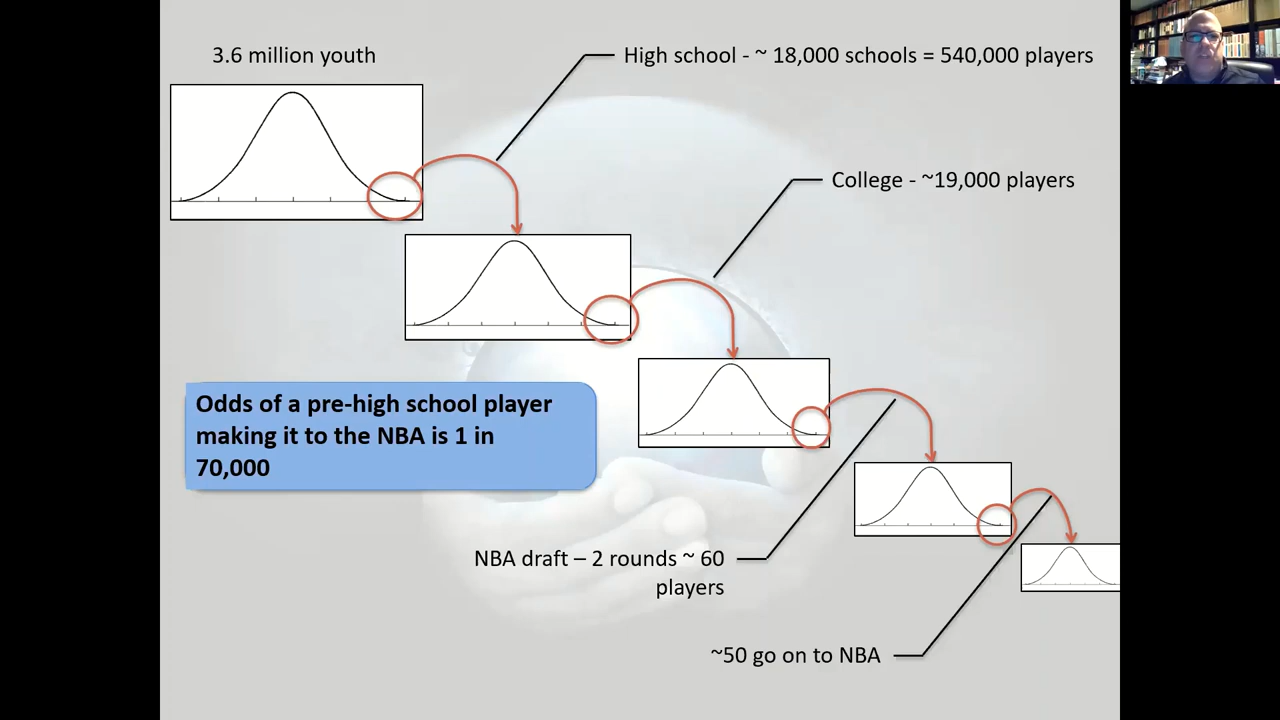 3.6 million youth
High school - ~ 18,000 schools = 540,000 players
College - ~19,000 players
Odds of a pre-high school player
making it to the NBA is 1 in
70,000
NBA draft – 2 rounds ~ 60
players
~50 go on to NBA